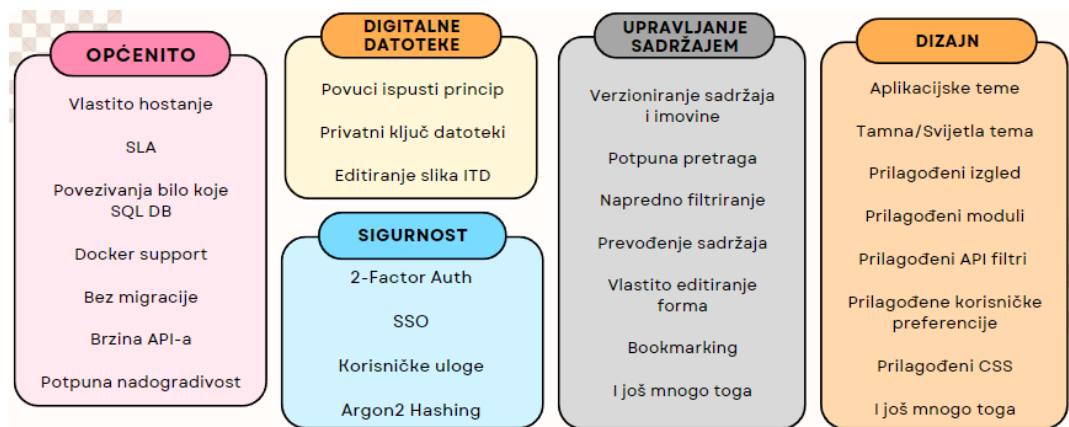 OPĆENITO
Vlastito hostanje
SLA
Povezivanja bilo koje
SQL DB
Docker support
Bez migracije
Brzina API-a
Potpuna nadogradivost
DIGITALNE
DATOTEKE
Povuci ispusti princip
Privatni ključ datoteki
Editiranje slika ITD
SIGURNOST
2-Factor Auth
SSO
Korisničke uloge
Argon2 Hashing
UPRAVLJANJE
SADRŽAJEM
Verzioniranje sadržaja
i imovine
Potpuna pretraga
Napredno filtriranje
Prevođenje sadržaja
Vlastito editiranje
forma
Bookmarking
I još mnogo toga
DIZAJN
Aplikacijske teme
Tamna/Svijetla tema
Prilagođeni izgled
Prilagođeni moduli
Prilagođeni API filtri
Prilagođene korisničke
preferencije
Prilagođeni CSS
I još mnogo toga